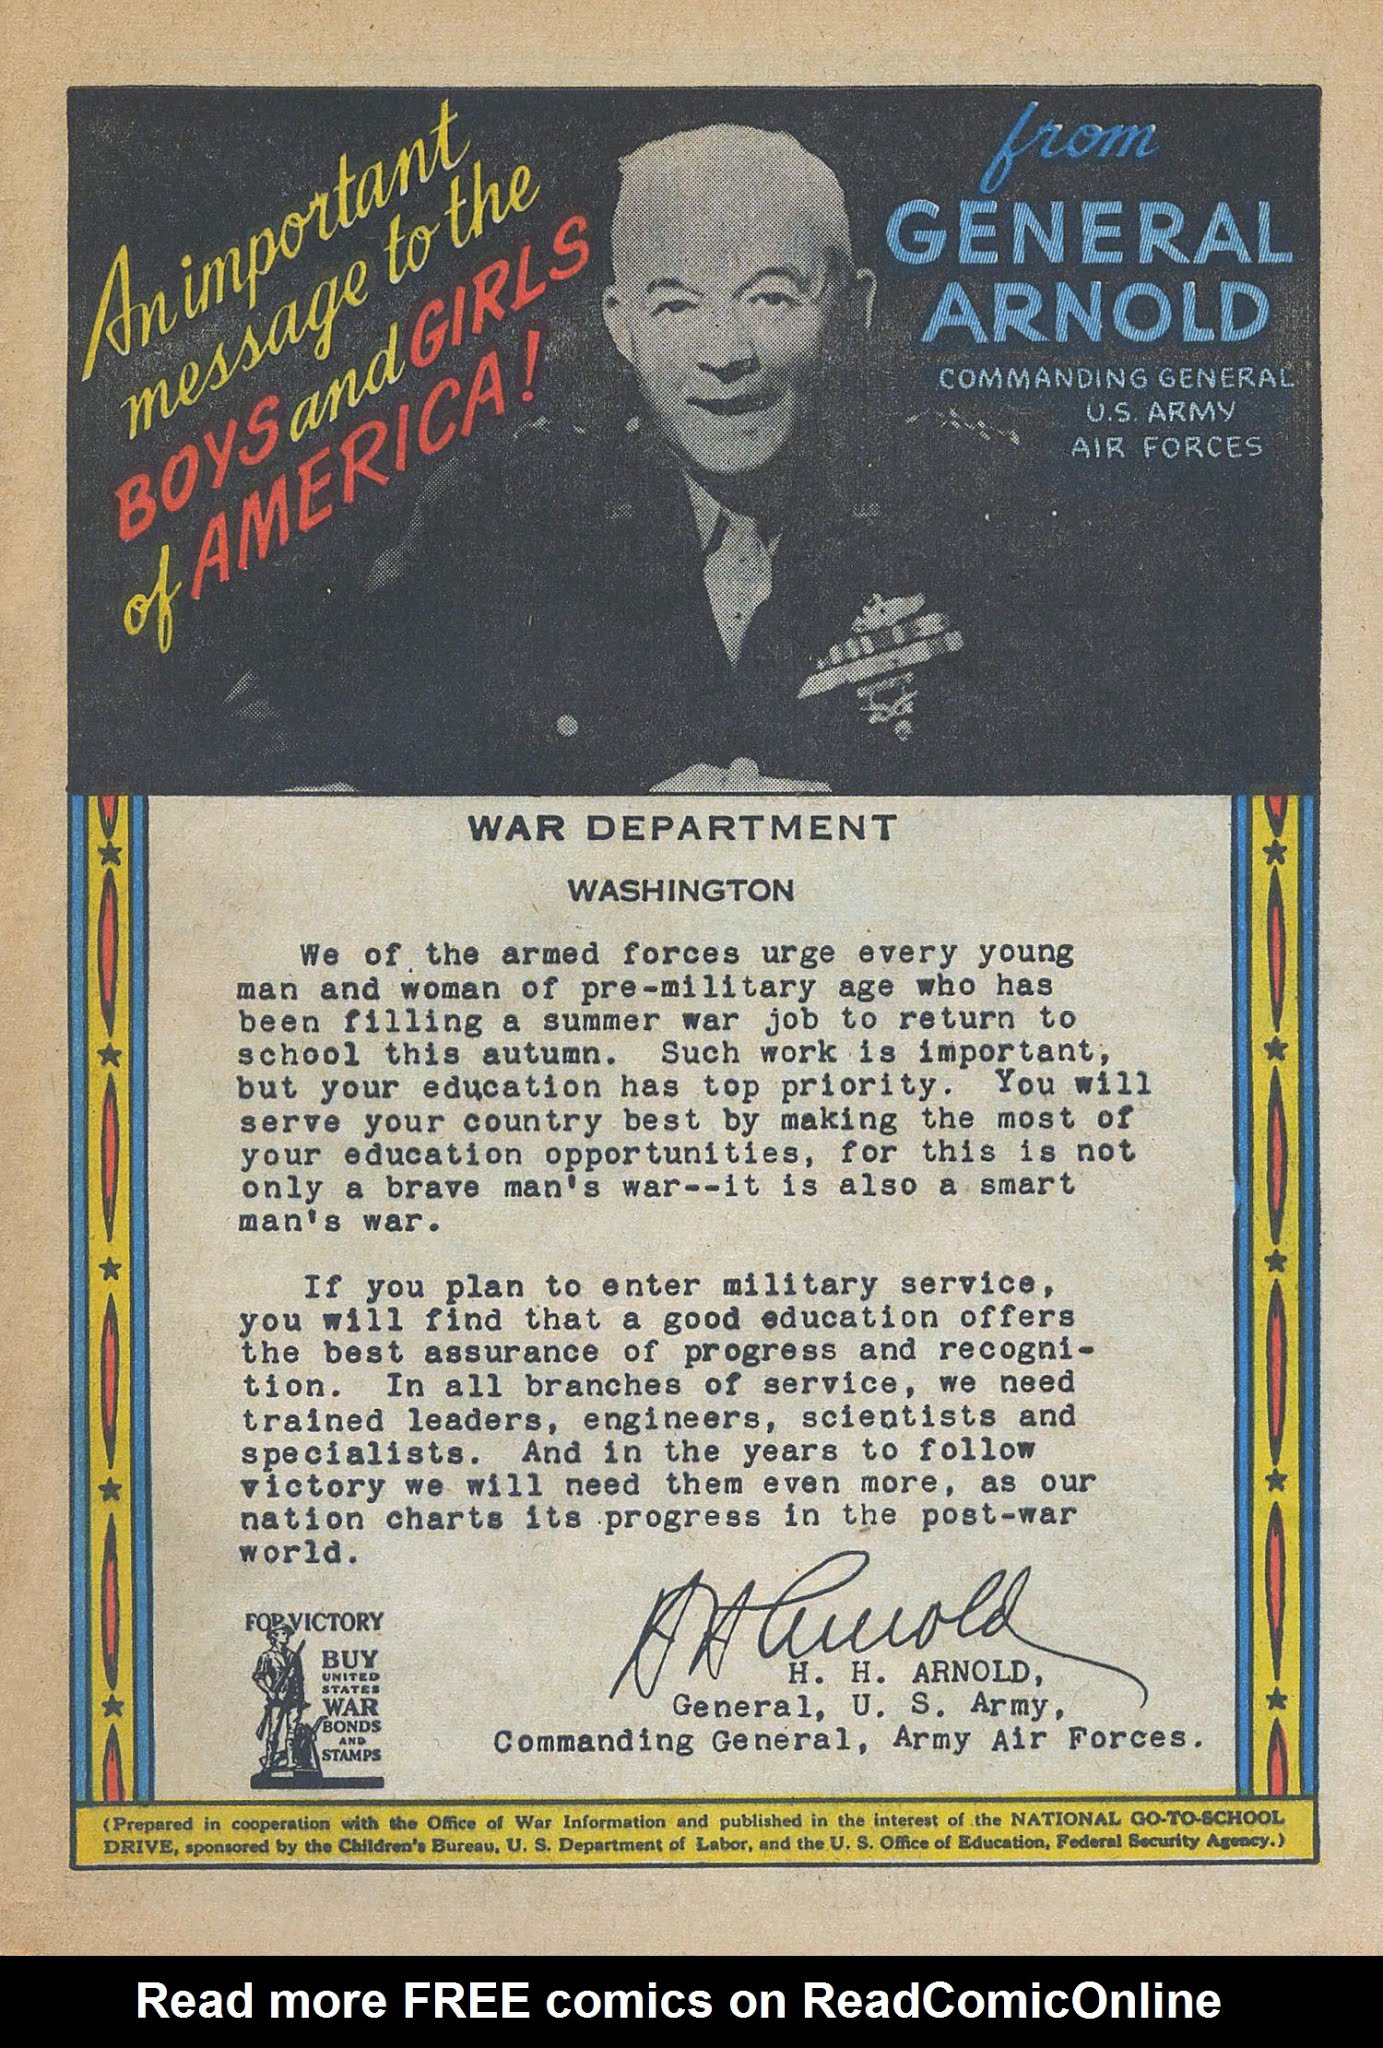 An important
message to the
BOYS and GIRLS
of AMERICA!
from
GENERAL
ARNOLD
COMMANDING GENERAL
U.S. ARMY
AIR FORCES
WAR DEPARTMENT
WASHINGTON
We of the armed forces urge every young
man and woman of pre-military age who has
been filling a summer war job to return to
school this autumn. Such work is important,
but your education has top priority. You will
serve your country best by making the most of
your education opportunities, for this is not
only a brave man's war--it is also a smart
man's war.
If you plan to enter military service,
you will find that a good education offers
the best assurance of progress and recogni-
tion. In all branches of service, we need
trained leaders, engineers, scientists and
specialists. And in the years to follow
victory we will need them even more, as our
nation charts its progress in the post-war
world.
H H Arnold
H. H. ARNOLD,
General, U. S. Army,
Commanding General, Army Air Forces.
FOR VICTORY
BUY
UNITED
STATES
WAR
BONDS
AND
STAMPS
(Prepared in cooperation with the Office of War Information and published in the interest of the NATIONAL GO-TO-SCHOOL
DRIVE, sponsored by the Children's Bureau, U. S. Department of Labor, and the U. S. Office of Education, Federal Security Agency.)
Read more FREE comics on ReadComicOnline